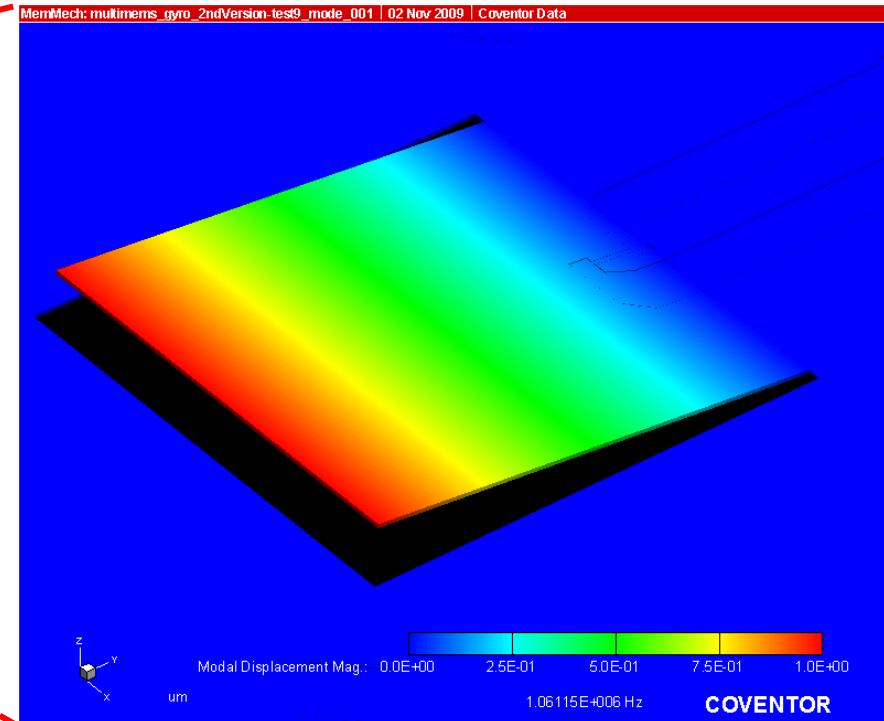 MemMech: multimems_gyro_2ndVersion-test9_mode_001 | 02 Nov 2009 | Coventor Data
Z
Y
X
um
Modal Displacement Mag.: 0.0E+00 2.5E-01 5.0E-01 7.5E-01 1.0E+00
1.06115E+006 Hz
COVENTOR